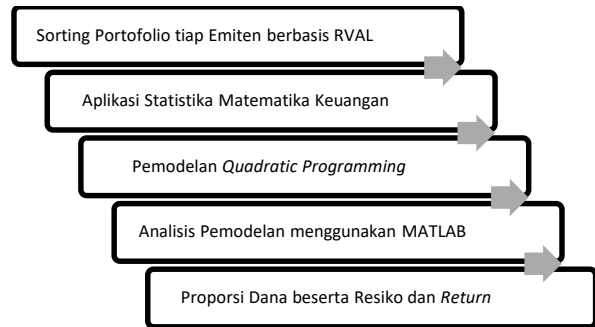 Sorting Portofolio tiap Emiten berbasis RVAL
Aplikasi Statistika Matematika Keuangan
Pemodelan Quadratic Programming
Analisis Pemodelan menggunakan MATLAB
Proporsi Dana beserta Resiko dan Return